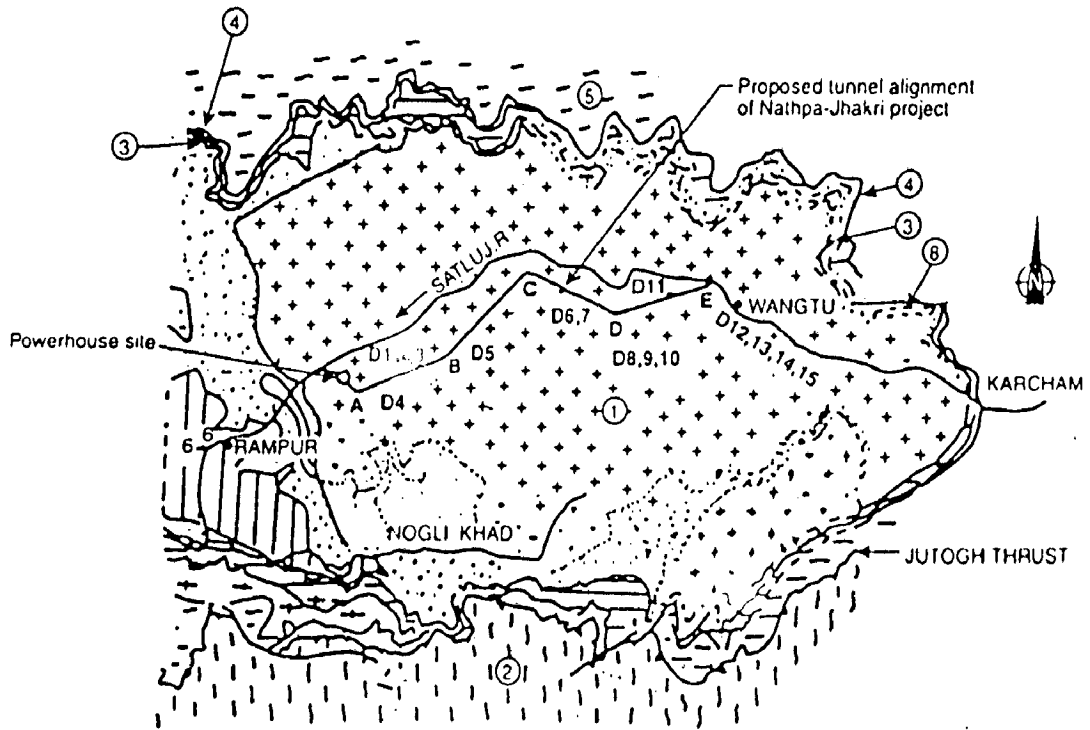 4
5
Proposed tunnel alignment
of Nathpa-Jhakri project
3
4
3
8
SATLUJ.R
C
D11
E
WANGTU
D6,7
D
Powerhouse site
B
D5
D8,9,10
D12,13,14,15
KARCHAM
A
D4
1
6
6
RAMPUR
NOGLI KHAD
JUTOGH THRUST
2
N